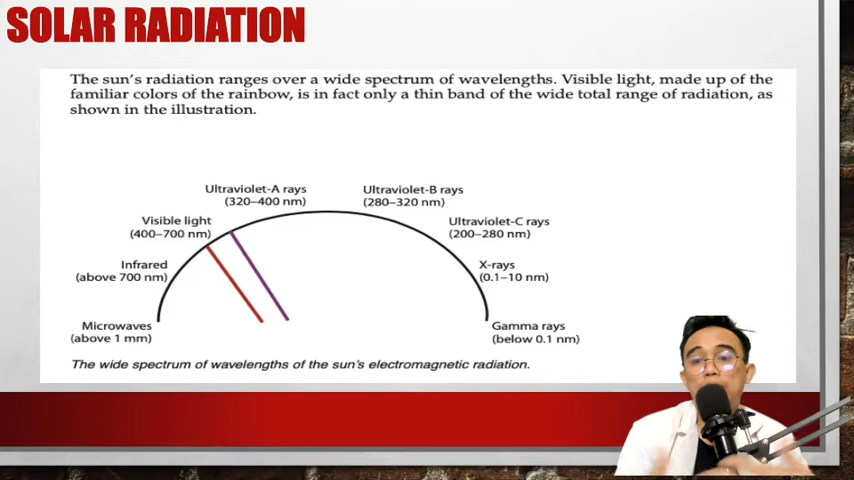 SOLAR RADIATION
The sun's radiation ranges over a wide spectrum of wavelengths. Visible light, made up of the
familiar colors of the rainbow, is in fact only a thin band of the wide total range of radiation, as
shown in the illustration.
Ultraviolet-A rays
(320–400 nm)
Ultraviolet-B rays
(280–320 nm)
Visible light
(400–700 nm)
Ultraviolet-C rays
(200–280 nm)
Infrared
(above 700 nm)
X-rays
(0.1–10 nm)
Microwaves
(above 1 mm)
Gamma rays
(below 0.1 nm)
The wide spectrum of wavelengths of the sun's electromagnetic radiation.